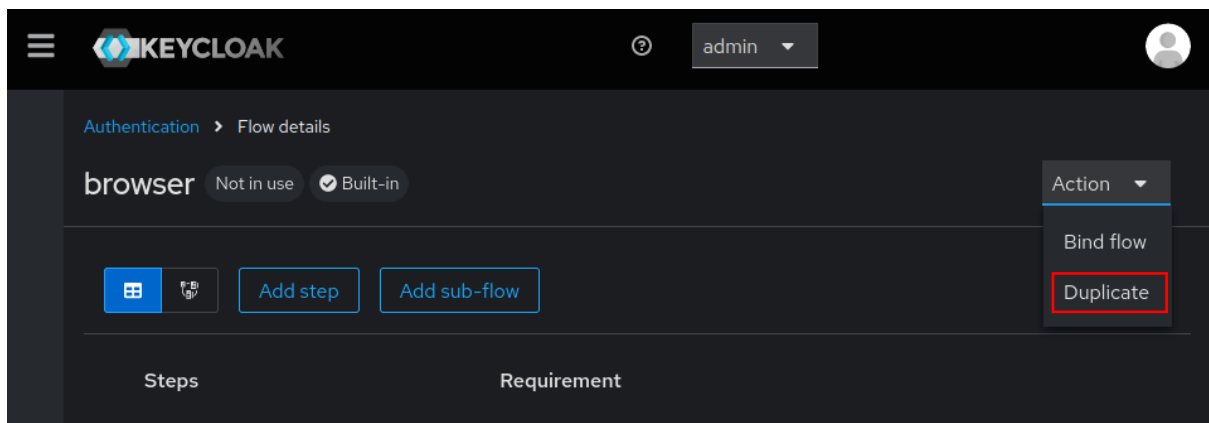 KEYCLOAK
admin
Authentication > Flow details
browser Not in use Built-in
Action
Bind flow
Duplicate
Add step Add sub-flow
Steps Requirement